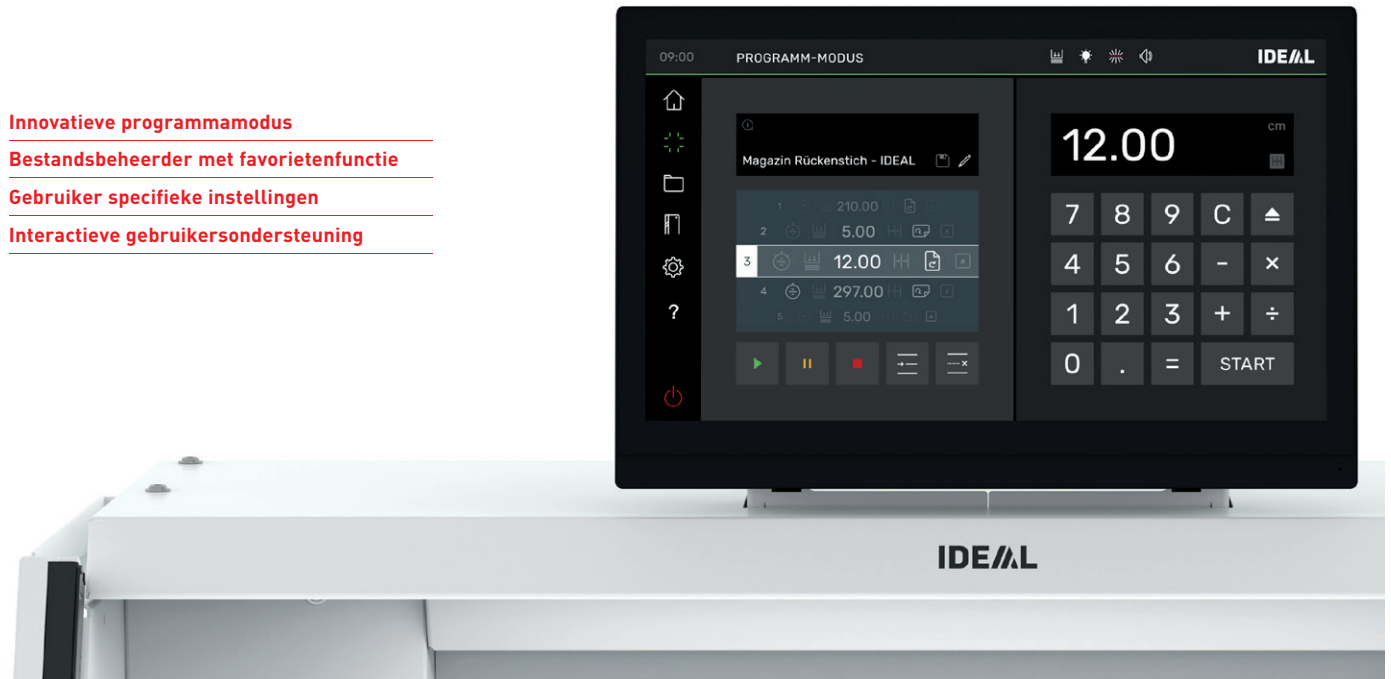 Innovatieve programmamodus
Bestandsbeheerder met favorietenfunctie
Gebruiker specifieke instellingen
Interactieve gebruikersondersteuning
09:00 PROGRAMM-MODUS IDEAL
Magazin Rückenstich - IDEAL
1 210.00
2 5.00
3 12.00
4 297.00
5 5.00
?
12.00 cm
7 8 9 C
4 5 6 - ×
1 2 3 + ÷
0 . = START
IDEAL